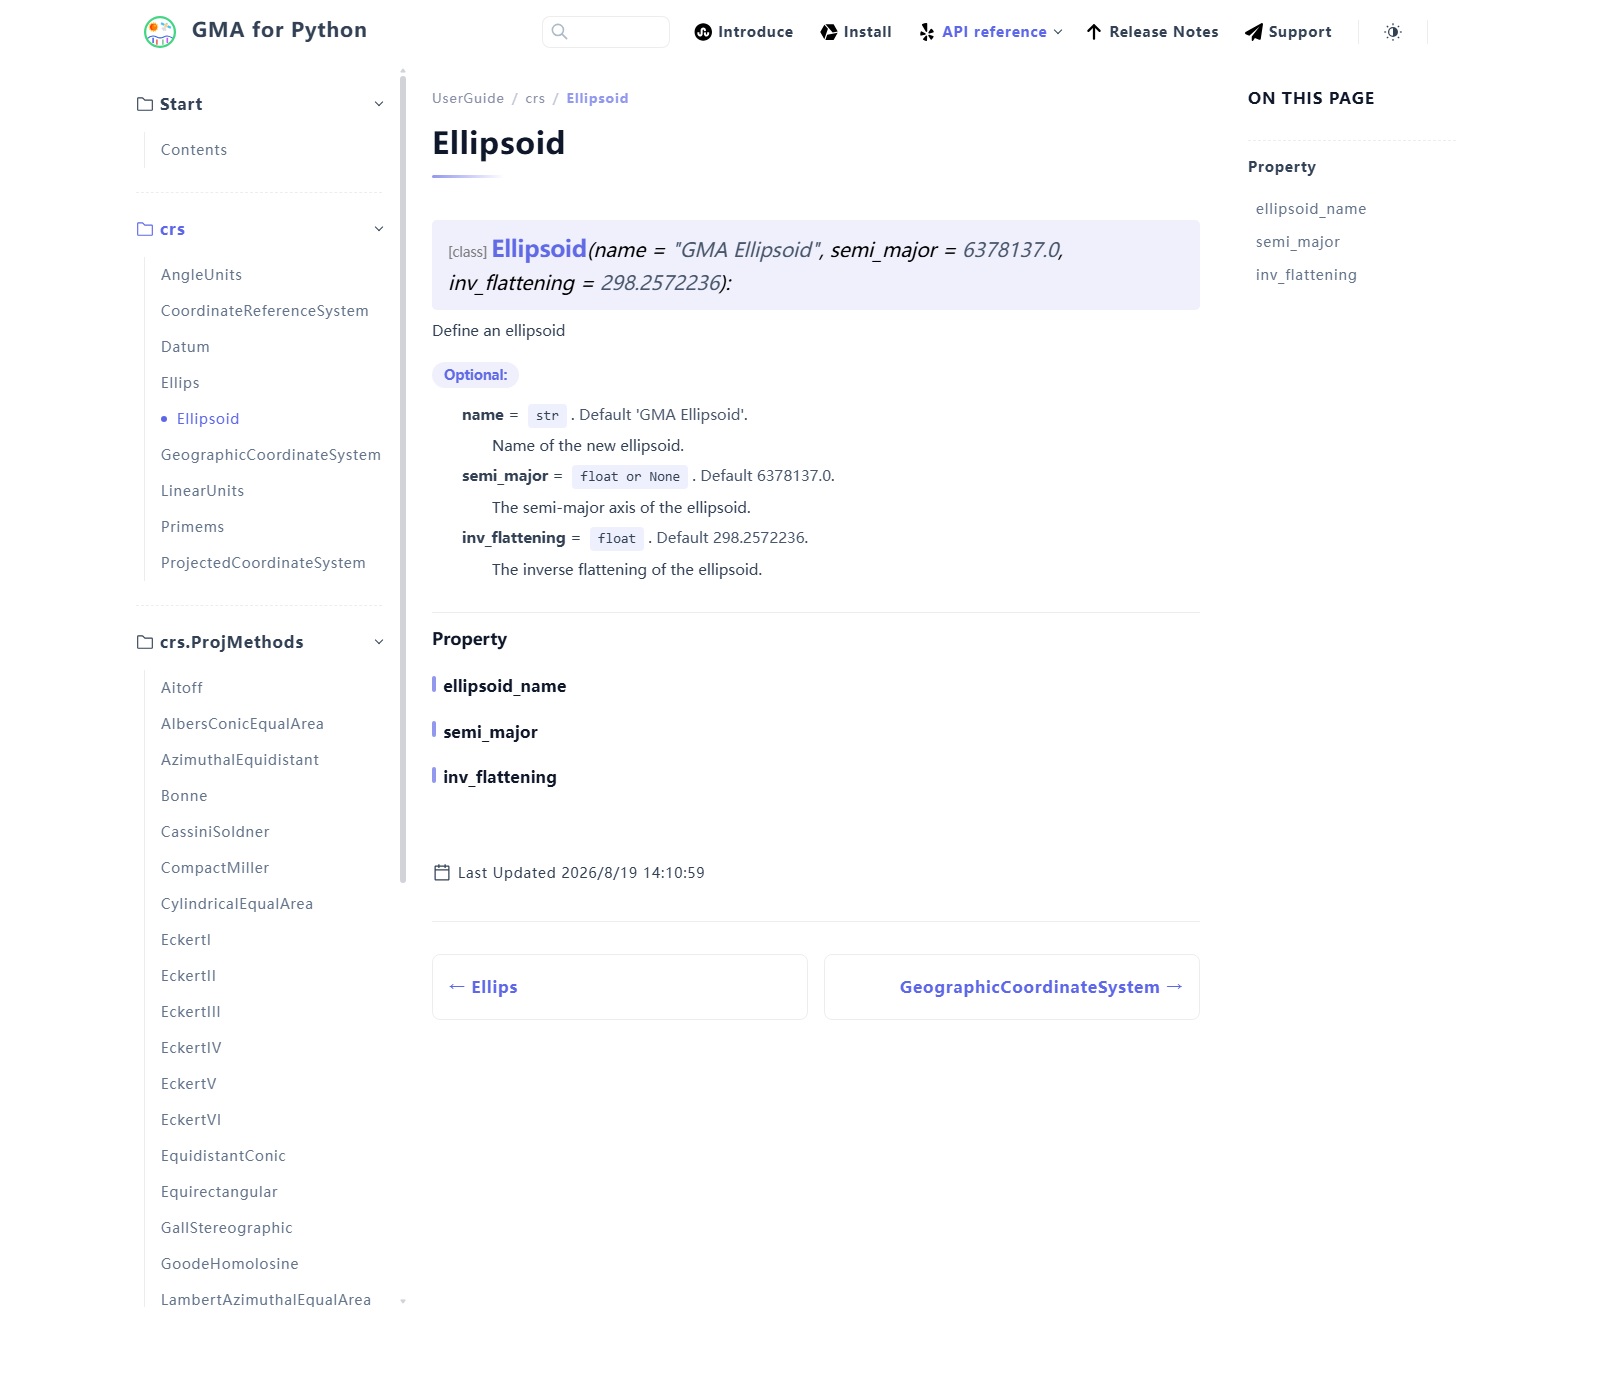 GMA for Python
Introduce
Install
API reference
Release Notes
Support
Start
Contents
crs
AngleUnits
CoordinateReferenceSystem
Datum
Ellips
Ellipsoid
GeographicCoordinateSystem
LinearUnits
Primems
ProjectedCoordinateSystem
crs.ProjMethods
Aitoff
AlbersConicEqualArea
AzimuthalEquidistant
Bonne
CassiniSoldner
CompactMiller
CylindricalEqualArea
EckertI
EckertII
EckertIII
EckertIV
EckertV
EckertVI
EquidistantConic
Equirectangular
GallStereographic
GoodeHomolosine
LambertAzimuthalEqualArea
UserGuide / crs / Ellipsoid
Ellipsoid
[class] Ellipsoid(name = "GMA Ellipsoid", semi_major = 6378137.0,
inv_flattening = 298.2572236):
Define an ellipsoid
Optional:
name = str . Default 'GMA Ellipsoid'.
Name of the new ellipsoid.
semi_major = float or None . Default 6378137.0.
The semi-major axis of the ellipsoid.
inv_flattening = float . Default 298.2572236.
The inverse flattening of the ellipsoid.
Property
ellipsoid_name
semi_major
inv_flattening
Last Updated 2026/8/19 14:10:59
← Ellips
GeographicCoordinateSystem →
ON THIS PAGE
Property
ellipsoid_name
semi_major
inv_flattening